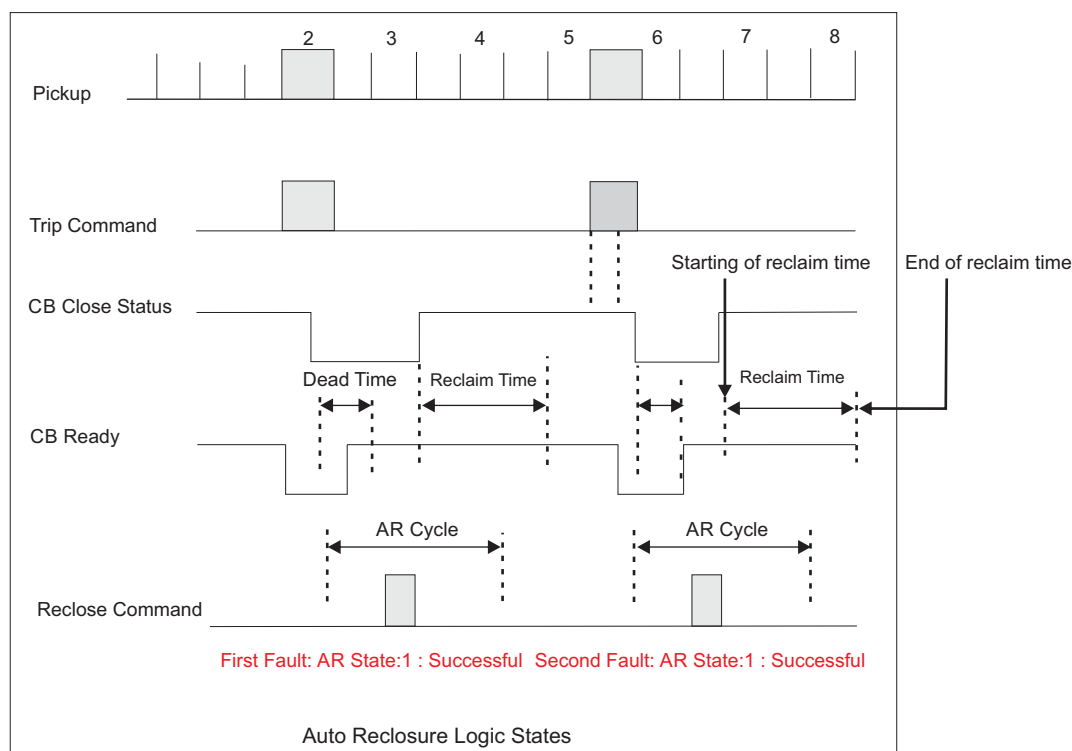 2 3 4 5 6 7 8
Pickup
Trip Command
Starting of reclaim time End of reclaim time
CB Close Status
Dead Time Reclaim Time Reclaim Time
CB Ready
AR Cycle AR Cycle
Reclose Command
First Fault: AR State:1 : Successful Second Fault: AR State:1 : Successful
Auto Reclosure Logic States